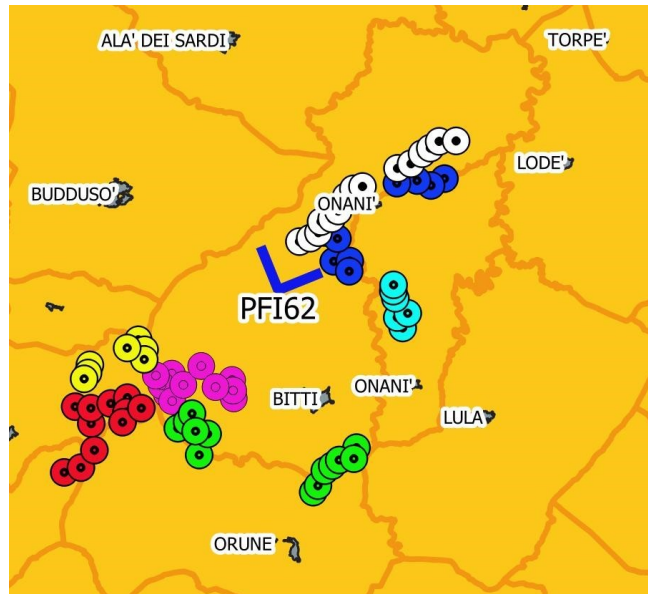 ALA' DEI SARDI
TORPE'
LODE'
BUDDUSO'
ONANI'
PFI62
ONANI'
BITTI
LULA
ORUNE